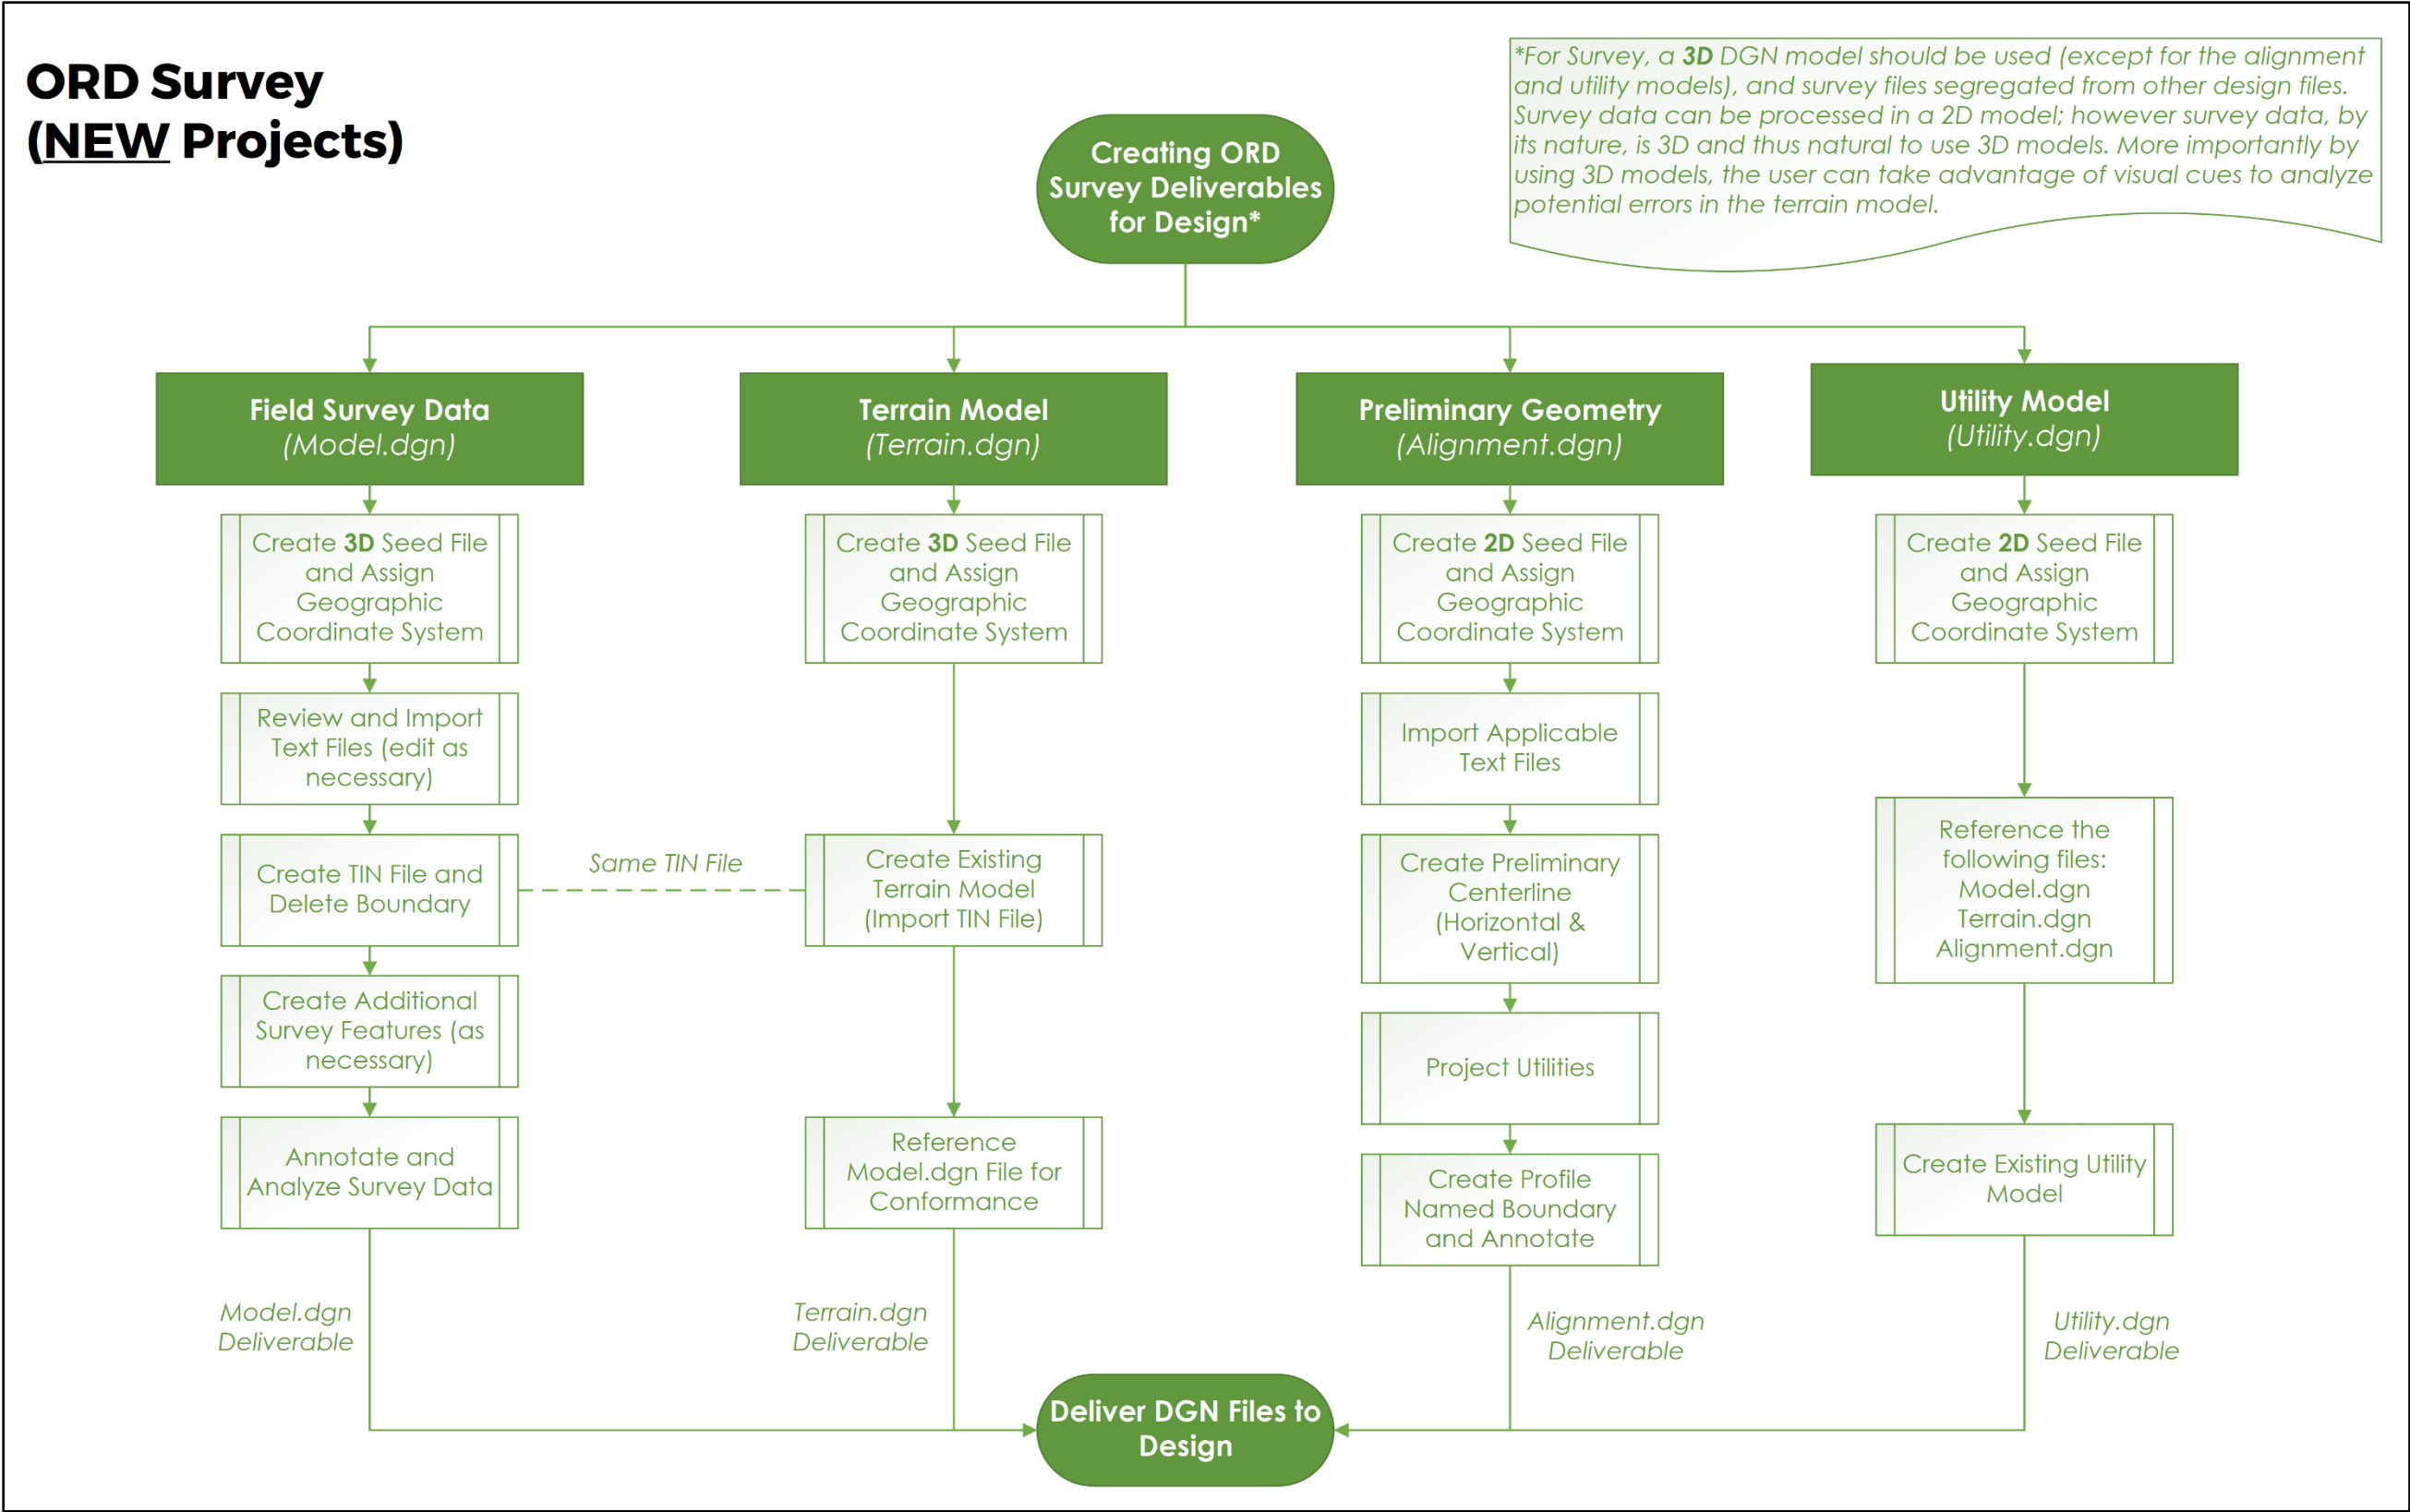 ORD Survey
(NEW Projects)
*For Survey, a 3D DGN model should be used (except for the alignment
and utility models), and survey files segregated from other design files.
Survey data can be processed in a 2D model; however survey data, by
its nature, is 3D and thus natural to use 3D models. More importantly by
using 3D models, the user can take advantage of visual cues to analyze
potential errors in the terrain model.
Creating ORD
Survey Deliverables
for Design*
Field Survey Data
(Model.dgn)
Create 3D Seed File
and Assign
Geographic
Coordinate System
Review and Import
Text Files (edit as
necessary)
Create TIN File and
Delete Boundary
Create Additional
Survey Features (as
necessary)
Annotate and
Analyze Survey Data
Model.dgn
Deliverable
Same TIN File
Terrain Model
(Terrain.dgn)
Create 3D Seed File
and Assign
Geographic
Coordinate System
Create Existing
Terrain Model
(Import TIN File)
Reference
Model.dgn File for
Conformance
Terrain.dgn
Deliverable
Preliminary Geometry
(Alignment.dgn)
Create 2D Seed File
and Assign
Geographic
Coordinate System
Import Applicable
Text Files
Create Preliminary
Centerline
(Horizontal &
Vertical)
Project Utilities
Create Profile
Named Boundary
and Annotate
Alignment.dgn
Deliverable
Utility Model
(Utility.dgn)
Create 2D Seed File
and Assign
Geographic
Coordinate System
Reference the
following files:
Model.dgn
Terrain.dgn
Alignment.dgn
Create Existing Utility
Model
Utility.dgn
Deliverable
Deliver DGN Files to
Design